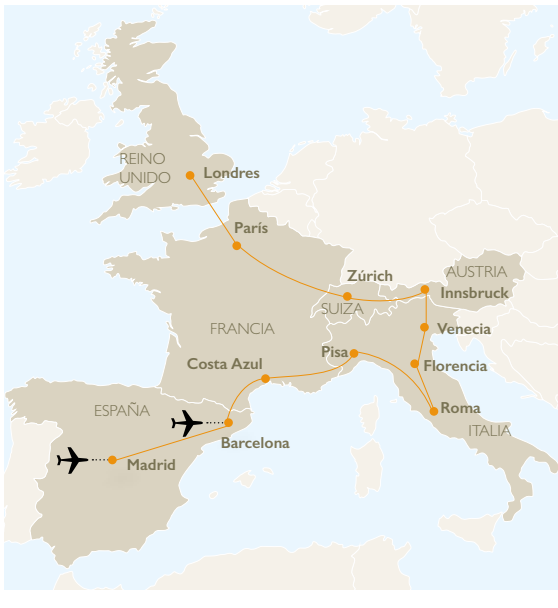 REINO
UNIDO
Londres
París
Zúrich
AUSTRIA
Innsbruck
SUIZA
FRANCIA
Venecia
Pisa
Costa Azul
Florencia
ESPAÑA
Roma
ITALIA
Barcelona
Madrid